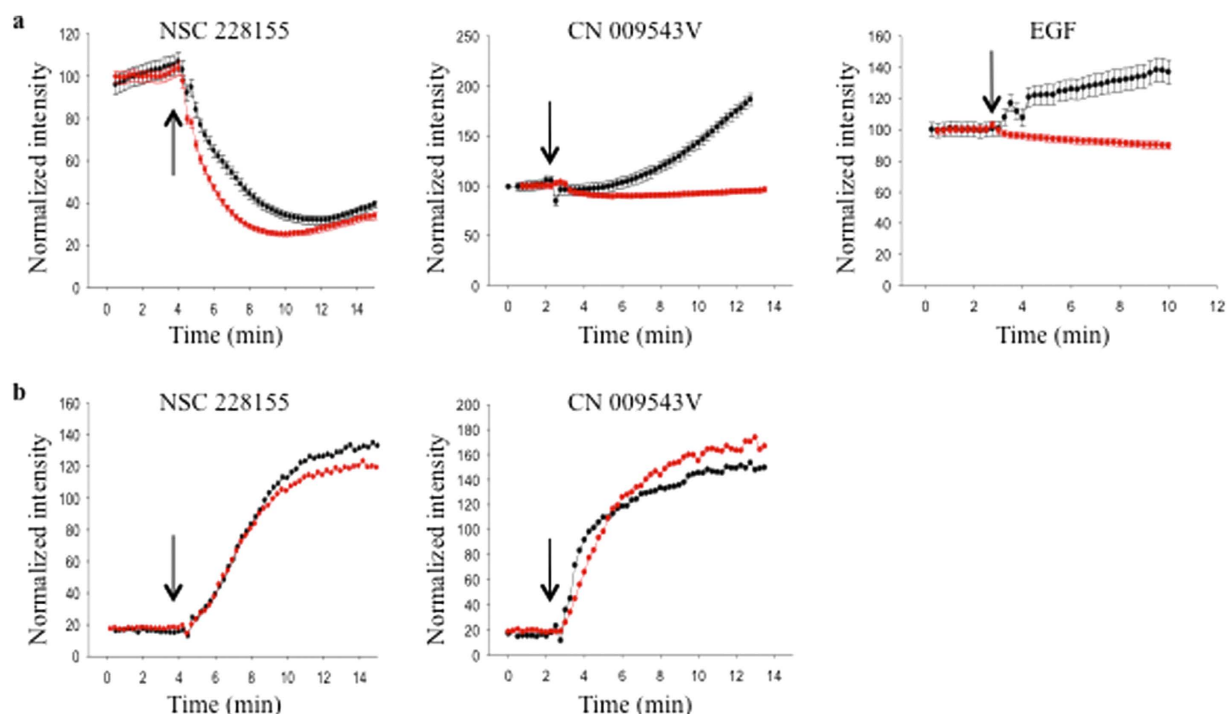 a
NSC 228155
CN 009543V
EGF
Normalized intensity
120
100
80
60
40
20
0
0 2 4 6 8 10 12 14
Time (min)
Normalized intensity
250
200
150
100
50
0
0 2 4 6 8 10 12 14
Time (min)
Normalized intensity
160
140
120
100
80
60
40
20
0
0 2 4 6 8 10 12
Time (min)
b
NSC 228155
CN 009543V
Normalized intensity
160
140
120
100
80
60
40
20
0
0 2 4 6 8 10 12 14
Time (min)
Normalized intensity
200
180
160
140
120
100
80
60
40
20
0
0 2 4 6 8 10 12 14
Time (min)